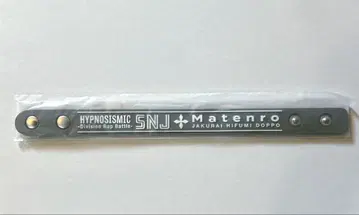 HYPNOSISMIC
-Division Rap Battle-
SNJ
Matenro
JAKURAI HIFUMI DOPPO